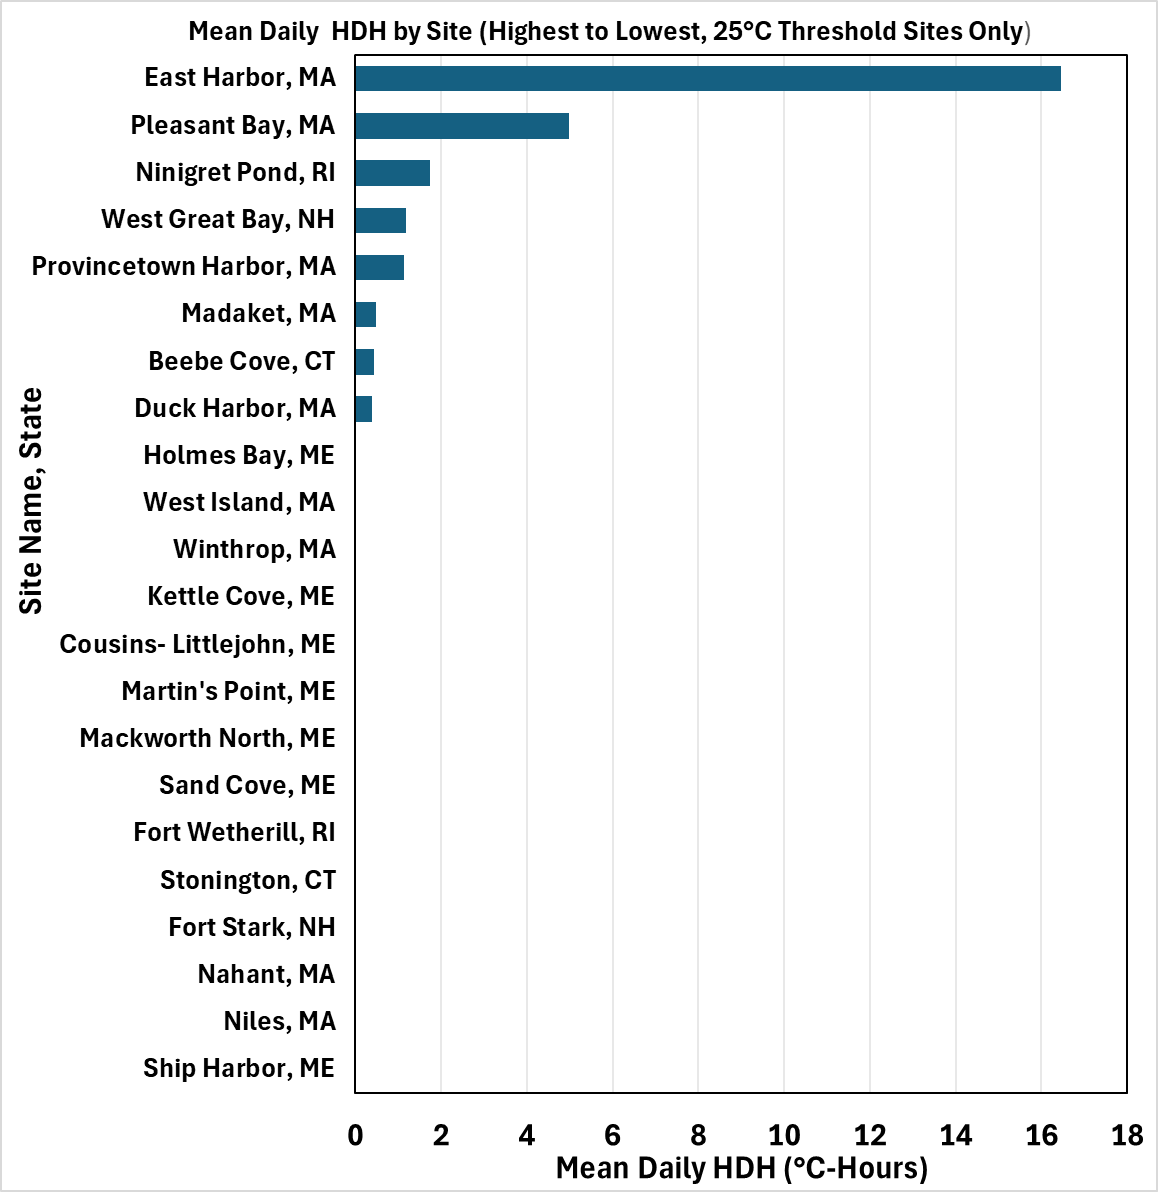 Mean Daily  HDH by Site (Highest to Lowest, 25°C Threshold Sites Only)
East Harbor, MA
Pleasant Bay, MA
Ninigret Pond, RI
West Great Bay, NH
Provincetown Harbor, MA
Madaket, MA
Beebe Cove, CT
Duck Harbor, MA
Holmes Bay, ME
West Island, MA
Winthrop, MA
Kettle Cove, ME
Cousins- Littlejohn, ME
Martin's Point, ME
Mackworth North, ME
Sand Cove, ME
Fort Wetherill, RI
Stonington, CT
Fort Stark, NH
Nahant, MA
Niles, MA
Ship Harbor, ME
Site Name, State
0 2 4 6 8 10 12 14 16 18
Mean Daily HDH (°C-Hours)